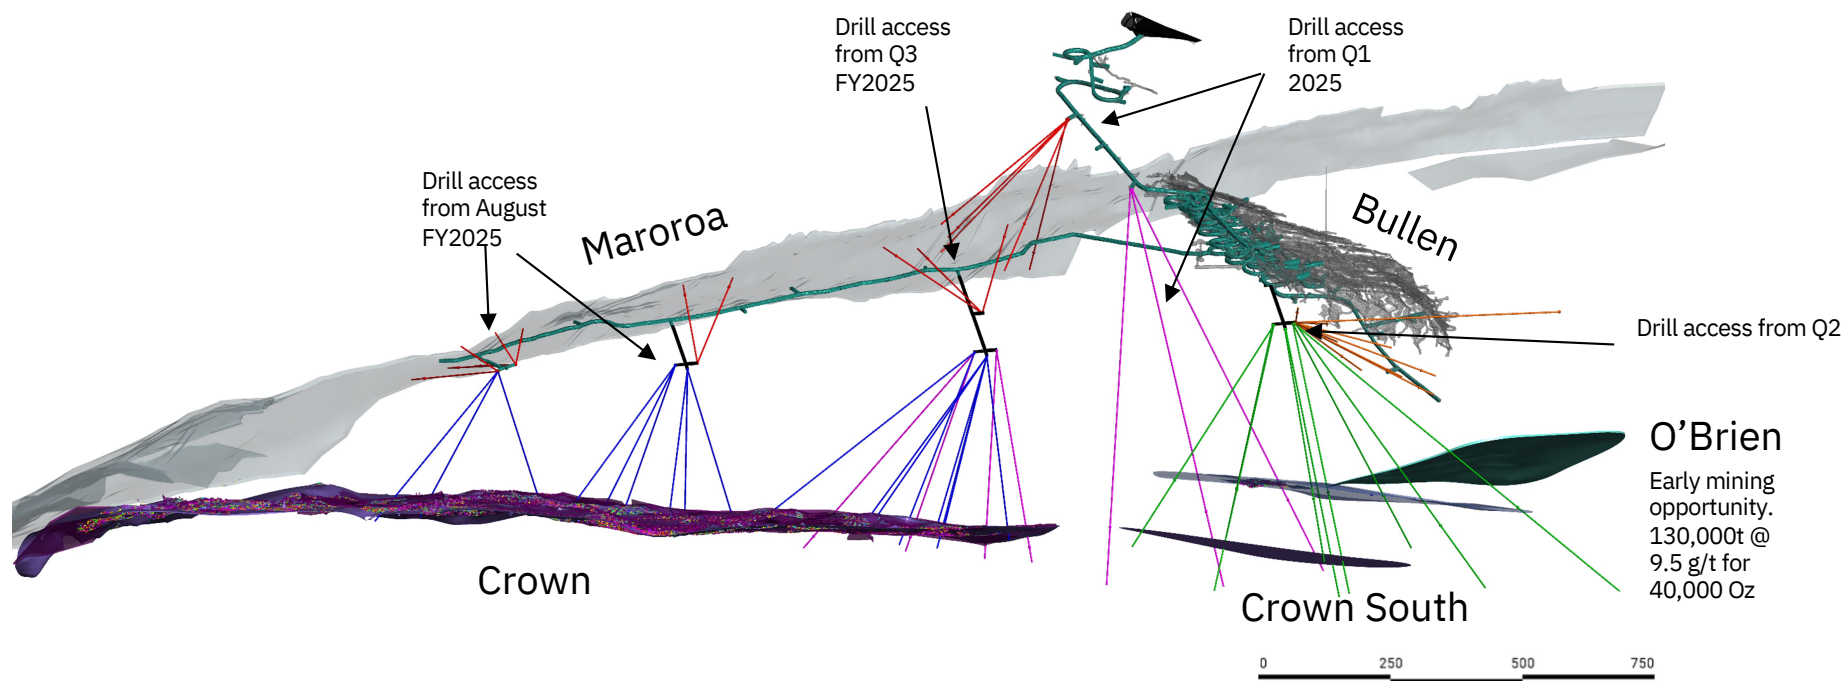 Drill access
from Q3
FY2025
Drill access
from Q1
2025
Drill access
from August
FY2025
Maroroa
Bullen
Drill access from Q2
O’Brien
Early mining
opportunity.
130,000t @
9.5 g/t for
40,000 Oz
Crown
Crown South
0 250 500 750